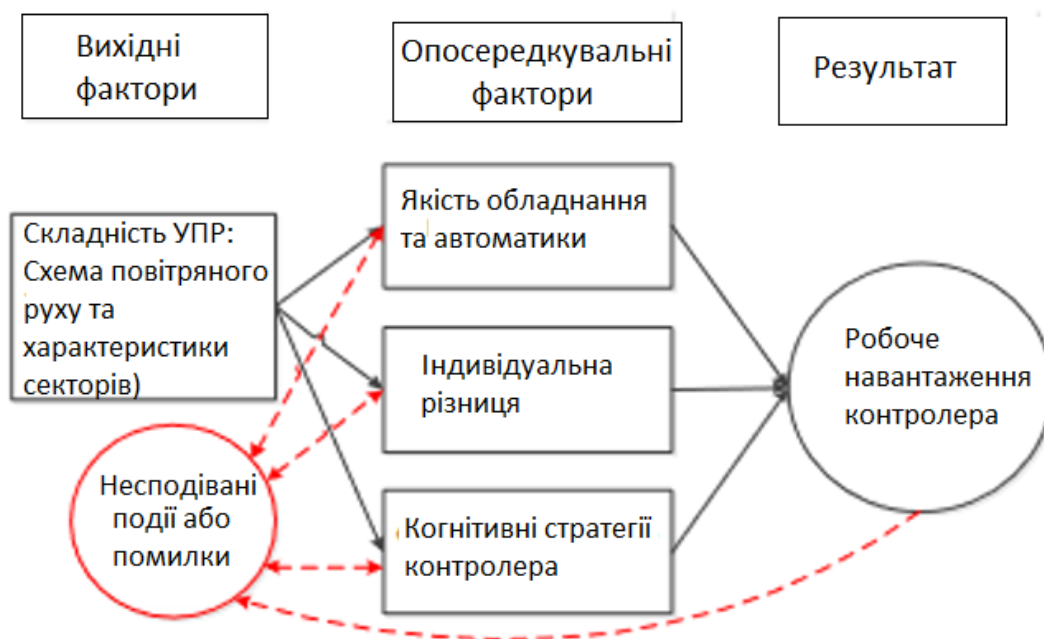 Вихідні
фактори
Опосередкувальні
фактори
Результат
Складність УПР:
Схема повітряного
руху та
характеристики
секторів)
Якість обладнання
та автоматики
Індивідуальна
різниця
Когнітивні стратегії
контролера
Робоче
навантаження
контролера
Несподівані
події або
помилки